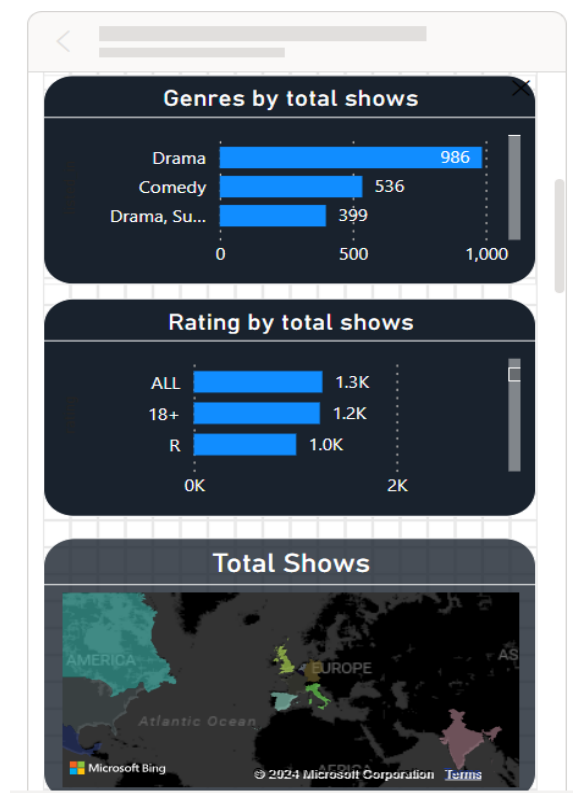 Genres by total shows
Drama 986
Comedy 536
Drama, Su... 399
0 500 1,000
Rating by total shows
ALL 1.3K
18+ 1.2K
R 1.0K
0K 2K
Total Shows
AMERICA EUROPE AS
Atlantic Ocean
AFRICA
Microsoft Bing © 2024 Microsoft Corporation Terms